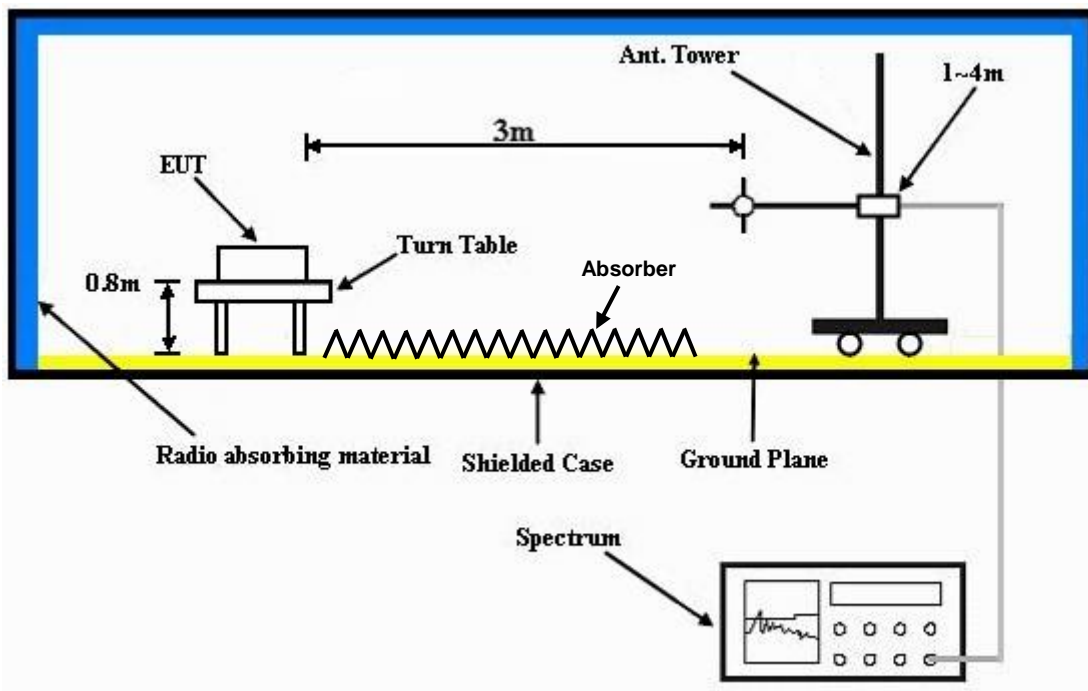 Ant. Tower
1~4m
3m
EUT
Turn Table
Absorber
0.8m
Radio absorbing material
Shielded Case
Ground Plane
Spectrum